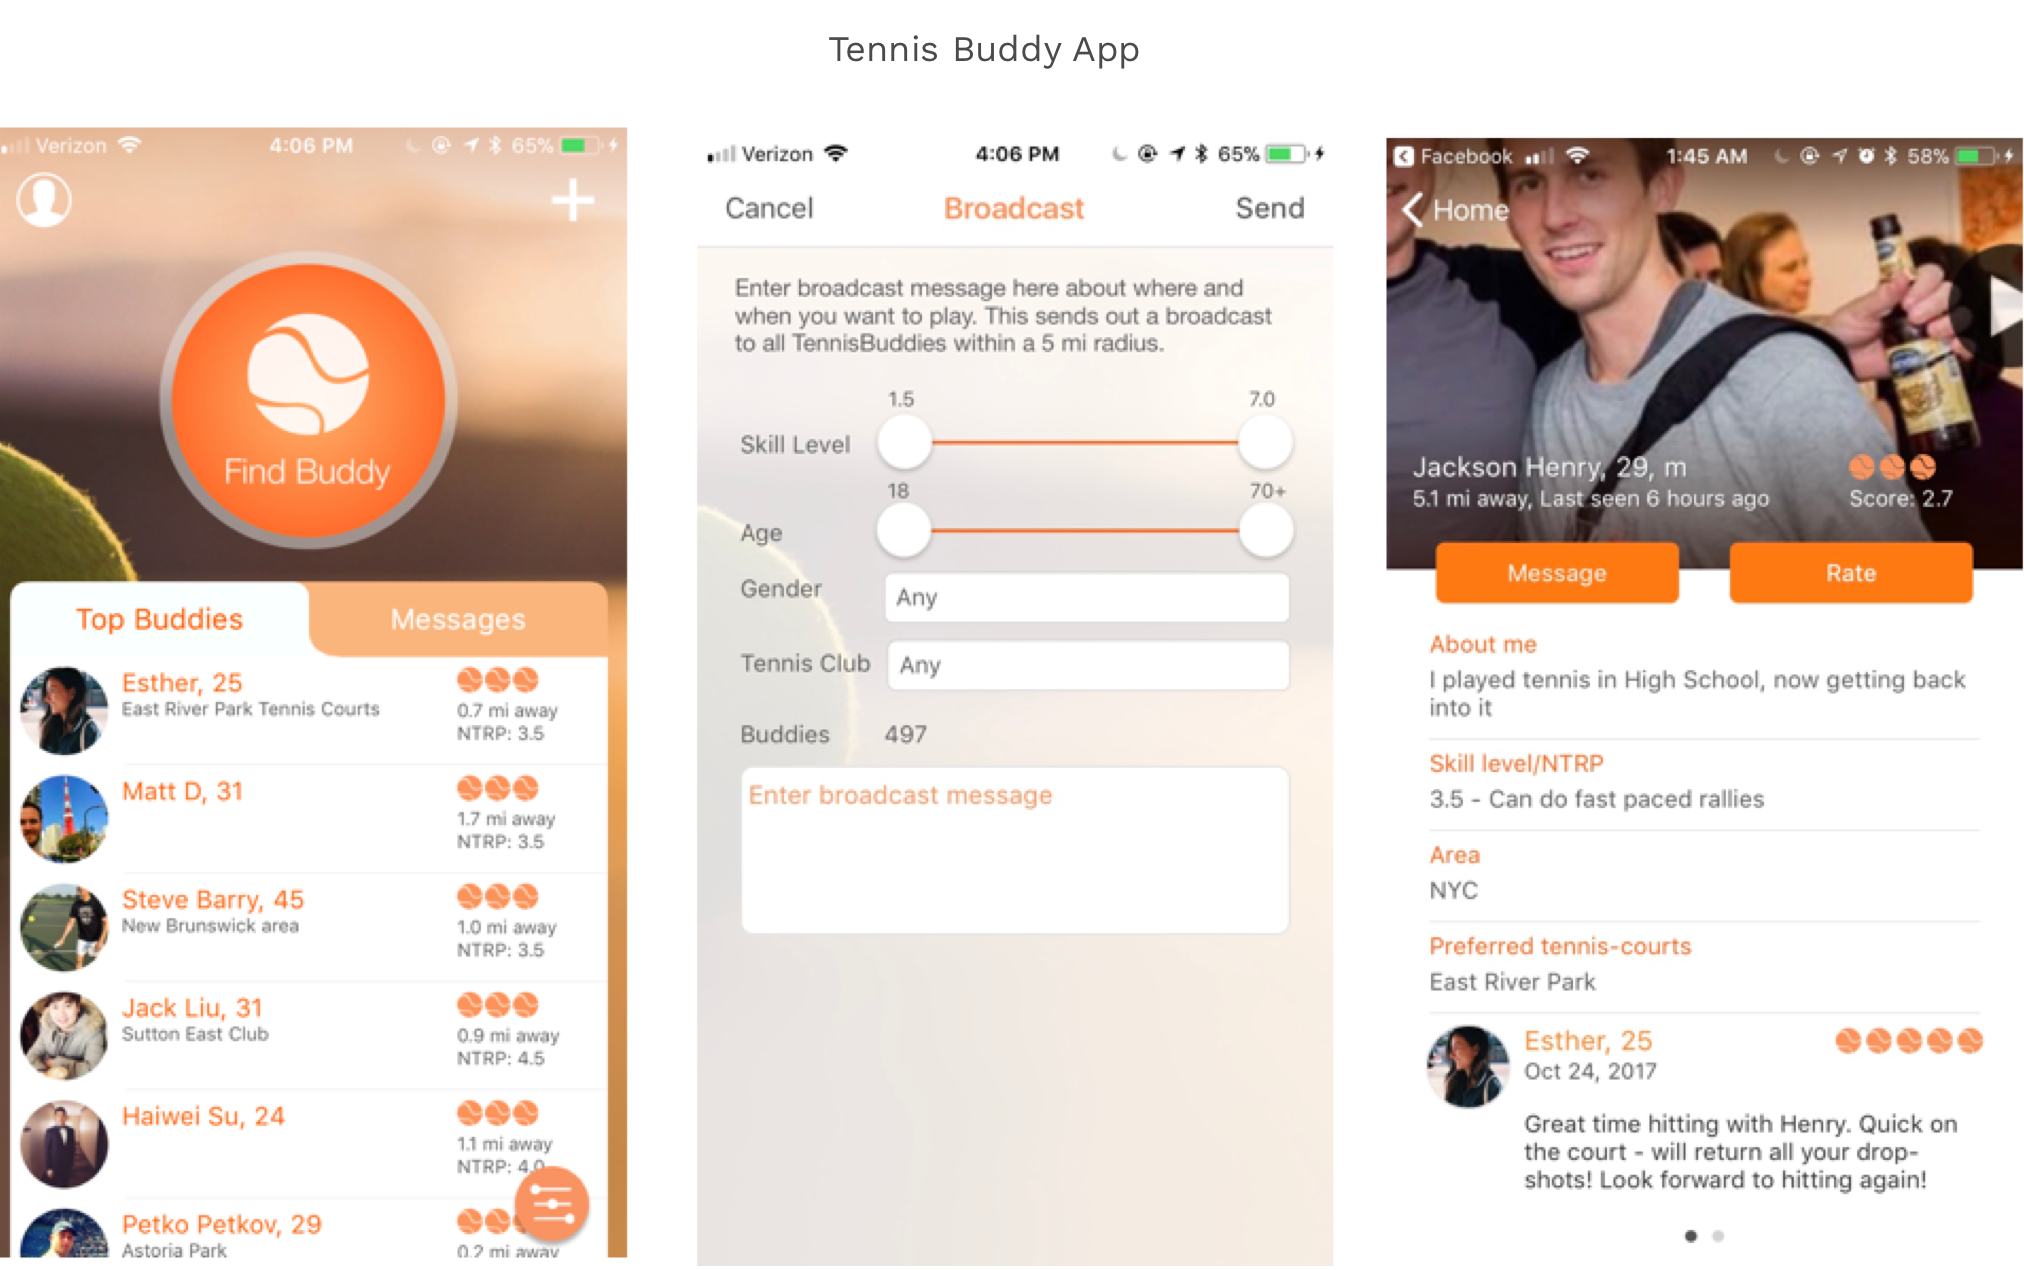 Tennis Buddy App
Verizon 4:06 PM 65%
Find Buddy
Top Buddies Messages
Esther, 25
East River Park Tennis Courts
0.7 mi away
NTRP: 3.5
Matt D, 31
1.7 mi away
NTRP: 3.5
Steve Barry, 45
New Brunswick area
1.0 mi away
NTRP: 3.5
Jack Liu, 31
Sutton East Club
0.9 mi away
NTRP: 4.5
Haiwei Su, 24
1.1 mi away
NTRP: 4.0
Petko Petkov, 29
Astoria Park
0.2 mi away
Verizon 4:06 PM 65%
Cancel Broadcast Send
Enter broadcast message here about where and
when you want to play. This sends out a broadcast
to all TennisBuddies within a 5 mi radius.
1.5 7.0
Skill Level
18 70+
Age
Gender Any
Tennis Club Any
Buddies 497
Enter broadcast message
Facebook 1:45 AM 58%
Home
Jackson Henry, 29, m
5.1 mi away, Last seen 6 hours ago
Score: 2.7
Message Rate
About me
I played tennis in High School, now getting back
into it
Skill level/NTRP
3.5 - Can do fast paced rallies
Area
NYC
Preferred tennis-courts
East River Park
Esther, 25
Oct 24, 2017
Great time hitting with Henry. Quick on
the court - will return all your drop-
shots! Look forward to hitting again!